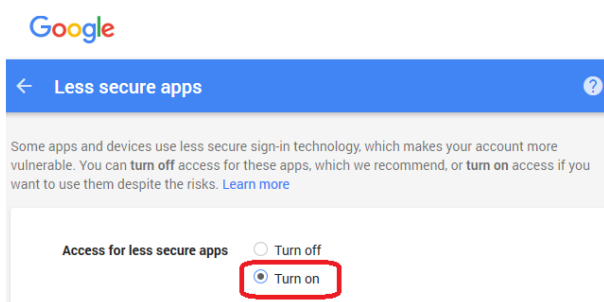 Google
Less secure apps
Some apps and devices use less secure sign-in technology, which makes your account more
vulnerable. You can turn off access for these apps, which we recommend, or turn on access if you
want to use them despite the risks. Learn more
Access for less secure apps Turn off
Turn on